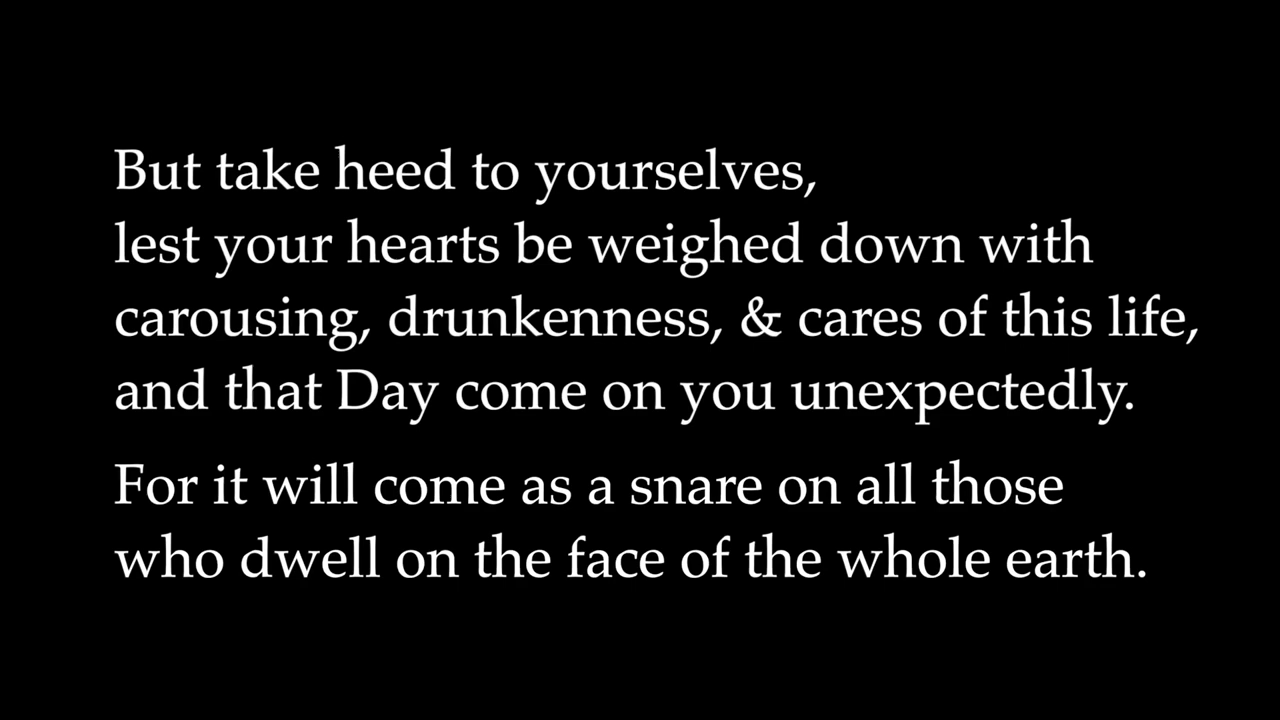 But take heed to yourselves,
lest your hearts be weighed down with
carousing, drunkenness, & cares of this life,
and that Day come on you unexpectedly.
For it will come as a snare on all those
who dwell on the face of the whole earth.